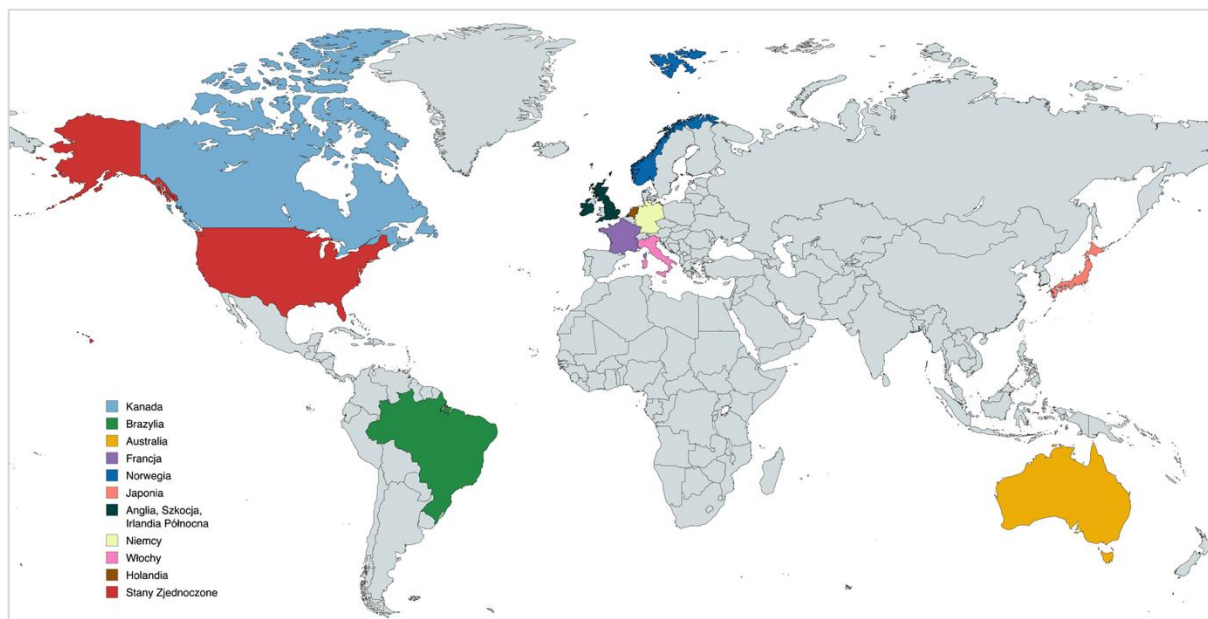 Kanada
Brazylia
Australia
Francja
Norwegia
Japonia
Anglia, Szkocja,
Irlandia Północna
Niemcy
Włochy
Holandia
Stany Zjednoczone